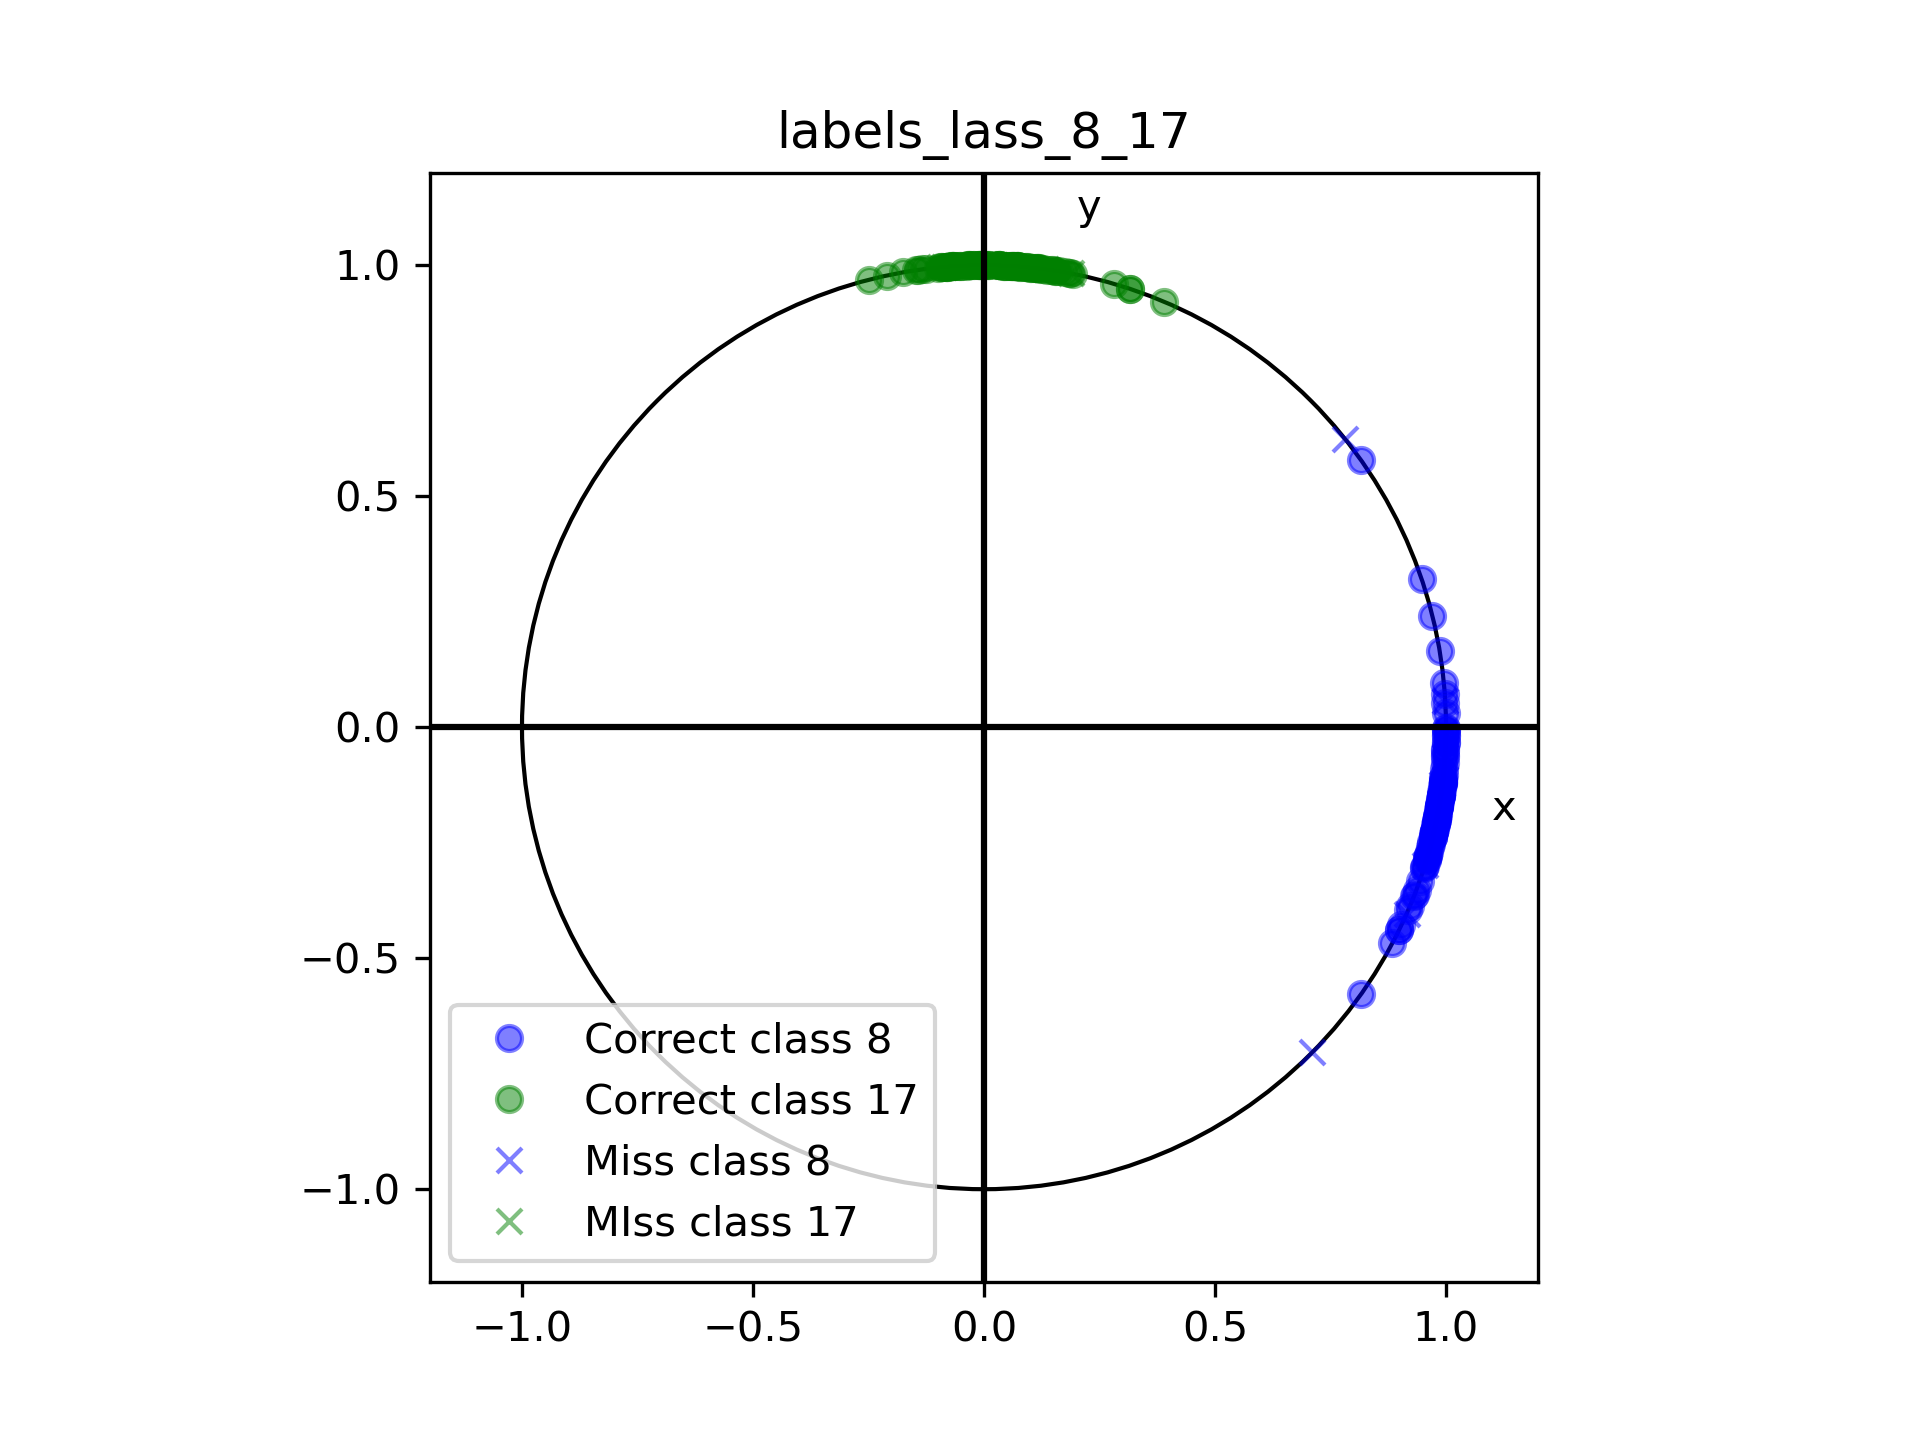 labels_lass_8_17
y
1.0
0.5
0.0
x
−0.5
−1.0
Correct class 8
Correct class 17
Miss class 8
MIss class 17
−1.0 −0.5 0.0 0.5 1.0